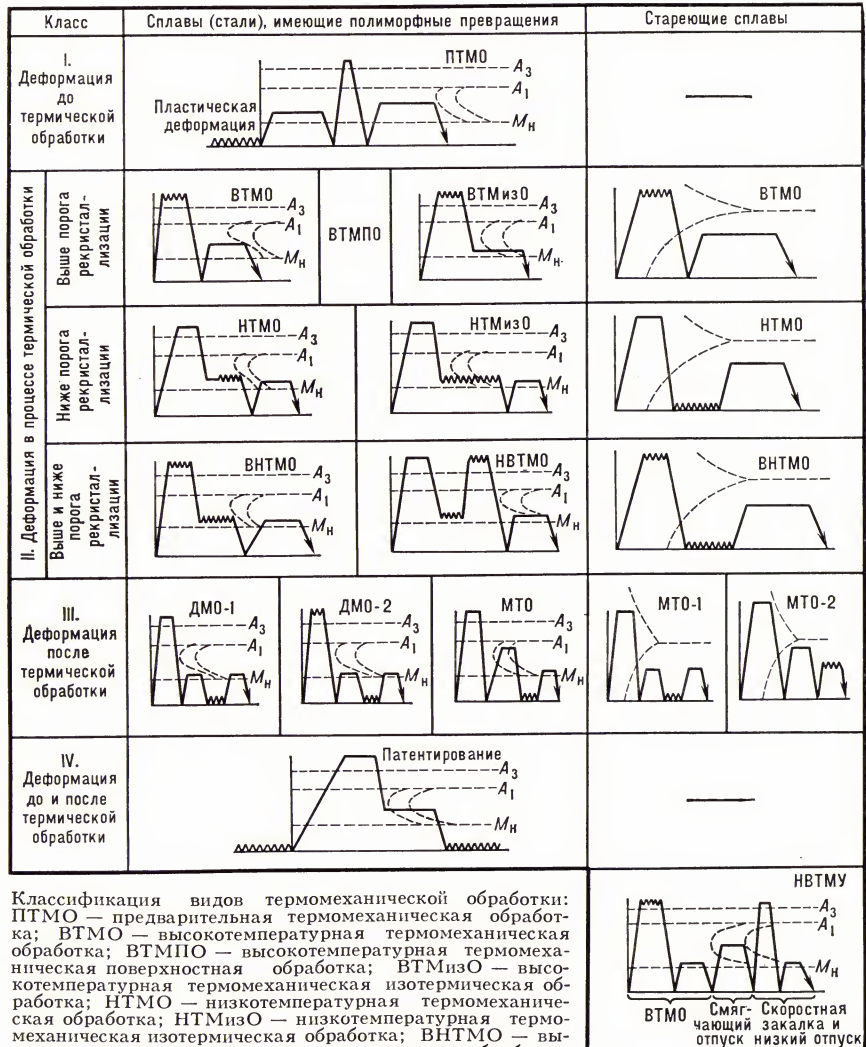 Класс
Сплавы (стали), имеющие полиморфные превращения
Стареющие сплавы
I.
Деформация
до
термической
обработки
Пластическая
деформация
ПТМО
A₃
A₁
Mн
II. Деформация в процессе термической обработки
Выше порога
рекристал-
лизации
ВТМО
A₃
A₁
Mн
ВТМПО
ВТМизО
A₃
A₁
Mн.
ВТМО
Ниже порога
рекристал-
лизации
НТМО
A₃
A₁
Mн
НТМизО
A₃
A₁
Mн
НТМО
Выше и ниже
порога
рекристал-
лизации
ВНТМО
A₃
A₁
Mн
НВТМО
A₃
A₁
Mн
ВНТМО
III.
Деформация
после
термической
обработки
ДМО-1
A₃
A₁
Mн
ДМО-2
A₃
A₁
Mн
МТО
A₃
A₁
Mн
МТО-1
МТО-2
IV.
Деформация
до и после
термической
обработки
Патентирование
A₃
A₁
Mн
Классификация видов термомеханической обработки:
ПТМО — предварительная термомеханическая обработ-
ка; ВТМО — высокотемпературная термомеханическая
обработка; ВТМПО — высокотемпературная термомеха-
ническая поверхностная обработка; ВТМизО — высо-
котемпературная термомеханическая изотермическая об-
работка; НТМО — низкотемпературная термомеханиче-
ская обработка; НТМизО — низкотемпературная термо-
механическая изотермическая обработка; ВНТМО — вы-
НВТМУ
A₃
A₁
Mн
ВТМО
Смяг-
чающий
отпуск
Скоростная
закалка и
низкий отпуск